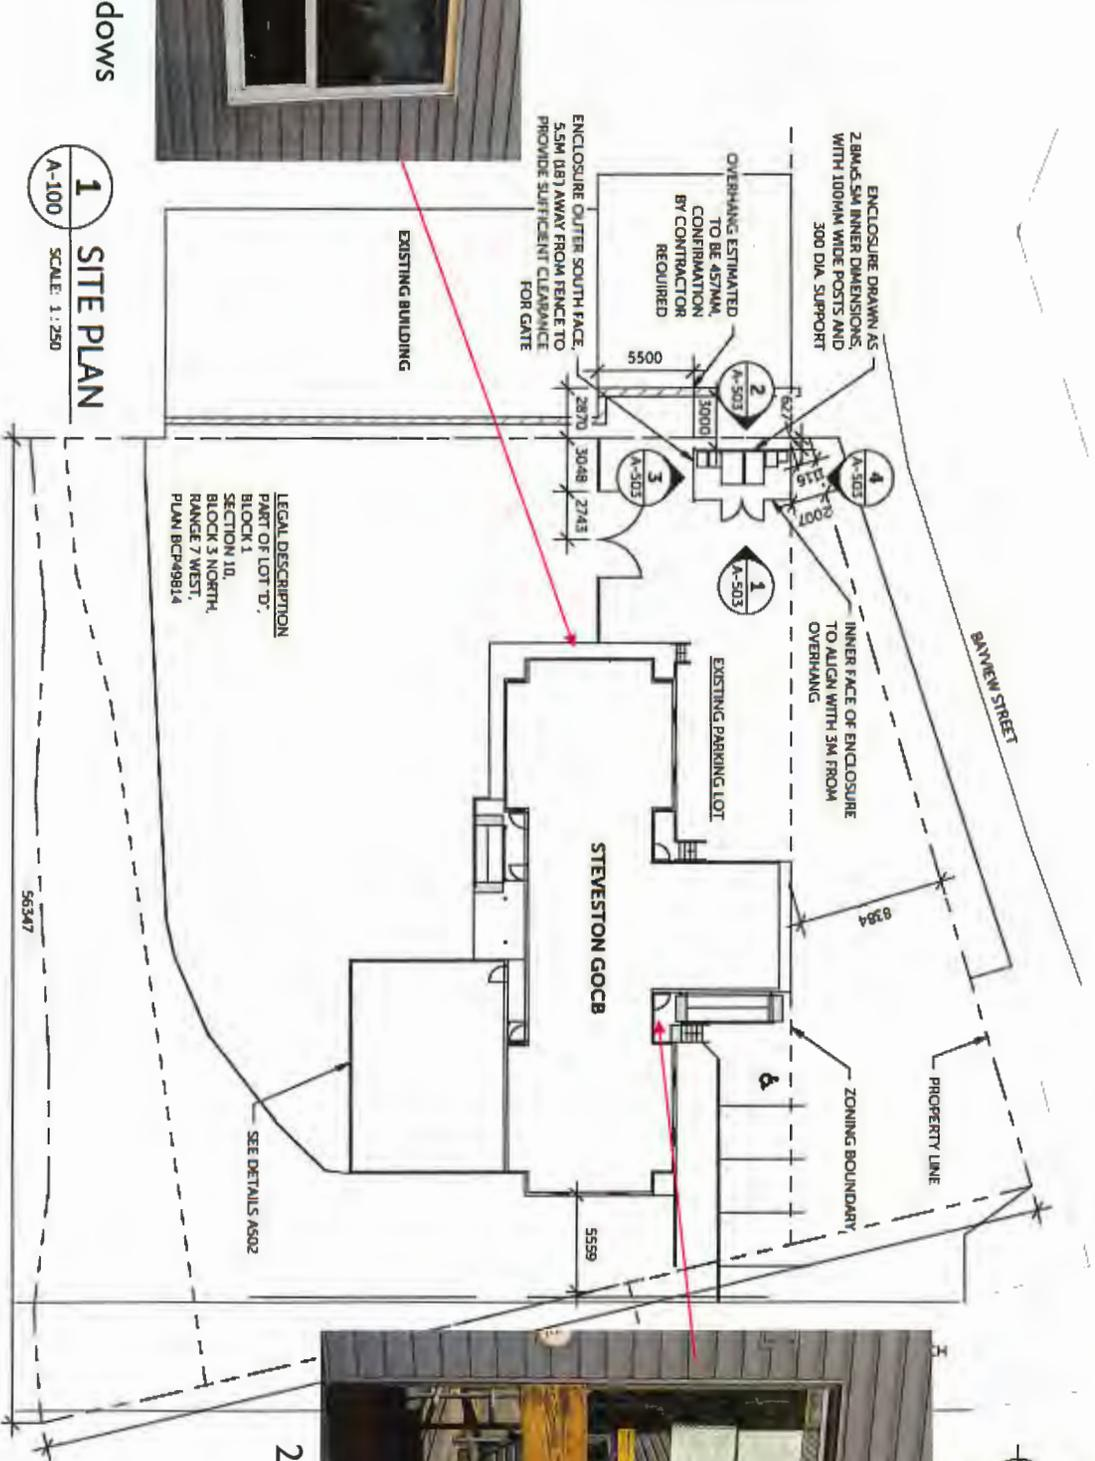 dows
1
A-100
SITE PLAN
SCALE: 1 : 250
ENCLOSURE DRAWN AS
2.8M x 5.5M INNER DIMENSIONS,
WITH 100MM WIDE POSTS AND
300 DIA. SUPPORT
OVERHANG ESTIMATED
TO BE 457MM,
CONFIRMATION
BY CONTRACTOR
REQUIRED
ENCLOSURE OUTER SOUTH FACE,
5.5M (18') AWAY FROM FENCE TO
PROVIDE SUFFICIENT CLEARANCE
FOR GATE
EXISTING BUILDING
5500
2
A-503
3000
2870
3048
2743
3
A-503
4
A-503
2007
1
A-503
BAYVIEW STREET
INNER FACE OF ENCLOSURE
TO ALIGN WITH 3M FROM
OVERHANG
EXISTING PARKING LOT
LEGAL DESCRIPTION
PART OF LOT "D",
BLOCK 1
SECTION 10,
BLOCK 3 NORTH,
RANGE 7 WEST,
PLAN BCP49814
STEVESTON GOCB
8384
56347
PROPERTY LINE
ZONING BOUNDARY
SEE DETAILS A502
5559
2